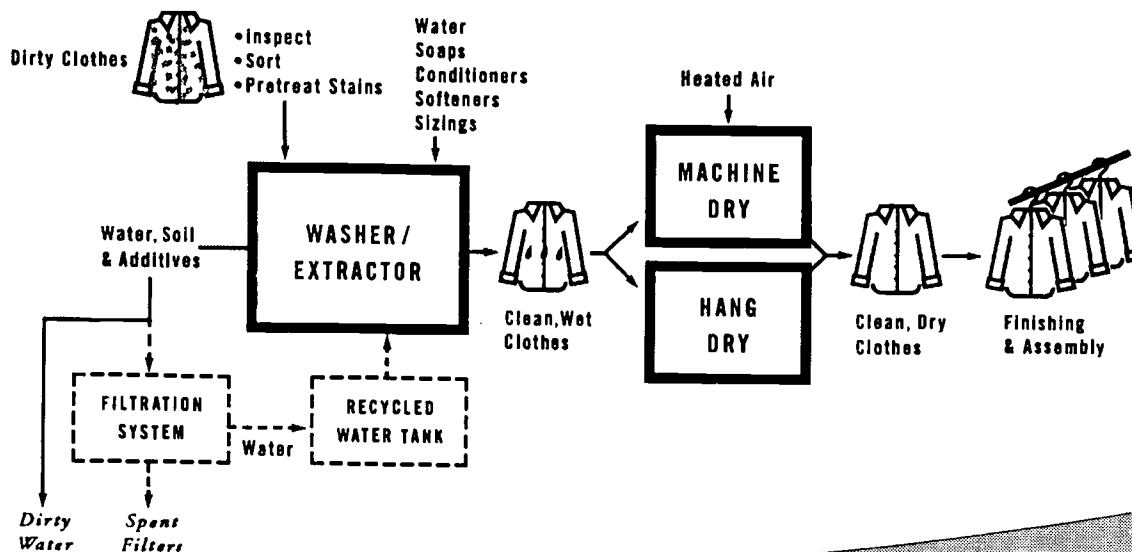 Dirty Clothes
•Inspect
•Sort
•Pretreat Stains
Water
Soaps
Conditioners
Softeners
Sizings
Heated Air
MACHINE
DRY
WASHER/
EXTRACTOR
Water, Soil
& Additives
HANG
DRY
Clean, Wet
Clothes
Clean, Dry
Clothes
Finishing
& Assembly
FILTRATION
SYSTEM
Water
RECYCLED
WATER TANK
Dirty
Water
Spent
Filters